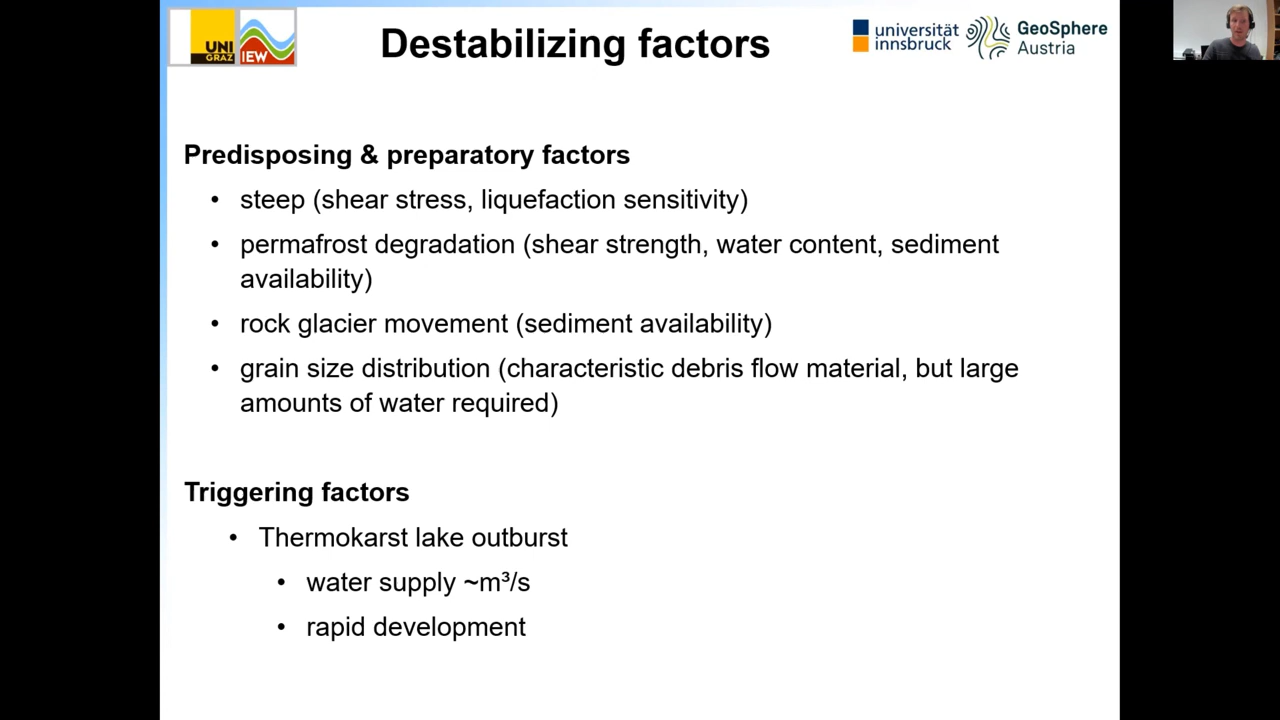 UNI
GRAZ
IEW
Destabilizing factors
universität
innsbruck
GeoSphere
Austria
Predisposing & preparatory factors
• steep (shear stress, liquefaction sensitivity)
• permafrost degradation (shear strength, water content, sediment
availability)
• rock glacier movement (sediment availability)
• grain size distribution (characteristic debris flow material, but large
amounts of water required)
Triggering factors
• Thermokarst lake outburst
• water supply ~m³/s
• rapid development